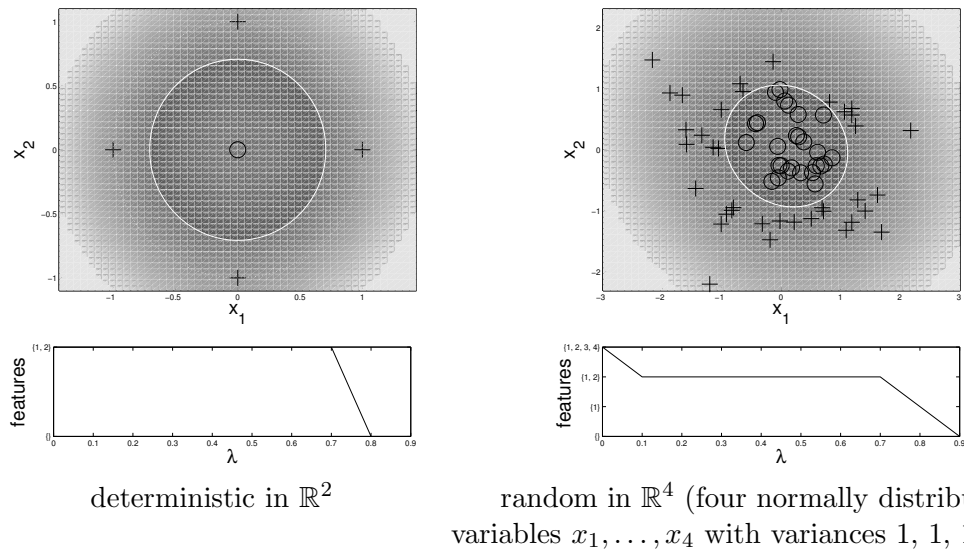 1
0.5
0
−0.5
−1
−1 −0.5 0 0.5 1
x2
x1
2
1
0
−1
−2
−3 −2 −1 0 1 2 3
x2
x1
{1, 2}
{}
features
0 0.1 0.2 0.3 0.4 0.5 0.6 0.7 0.8 0.9
λ
{1, 2, 3, 4}
{1, 2}
{1}
{}
features
0 0.1 0.2 0.3 0.4 0.5 0.6 0.7 0.8 0.9
λ
deterministic in ℝ²
random in ℝ⁴ (four normally
variables x1, . . . , x4 with variances 1, 1,